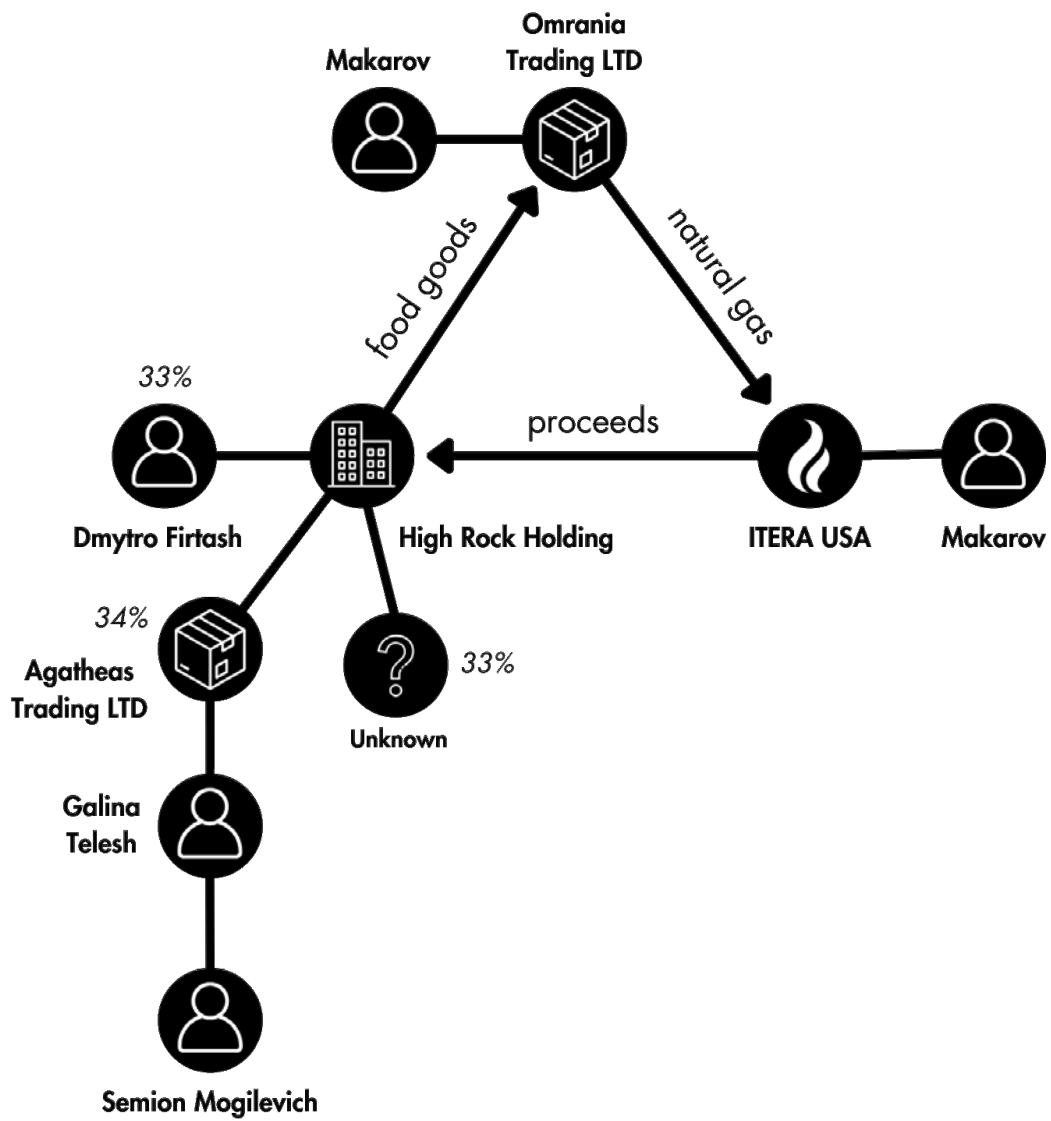 Omrania
Trading LTD
Makarov
food goods
natural gas
33%
proceeds
Dmytro Firtash
High Rock Holding
ITERA USA
Makarov
34%
Agatheas
Trading LTD
?
33%
Unknown
Galina
Telesh
Semion Mogilevich